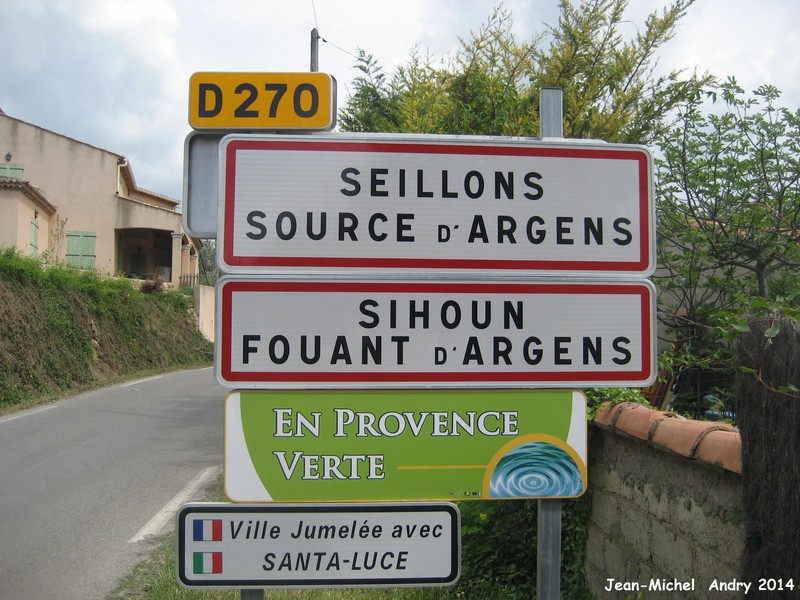 D270
SEILLONS
SOURCE D'ARGENS
SIHOUN
FOUANT D'ARGENS
EN PROVENCE
VERTE
Ville Jumelée avec
SANTA-LUCE
Jean-Michel Andry 2014